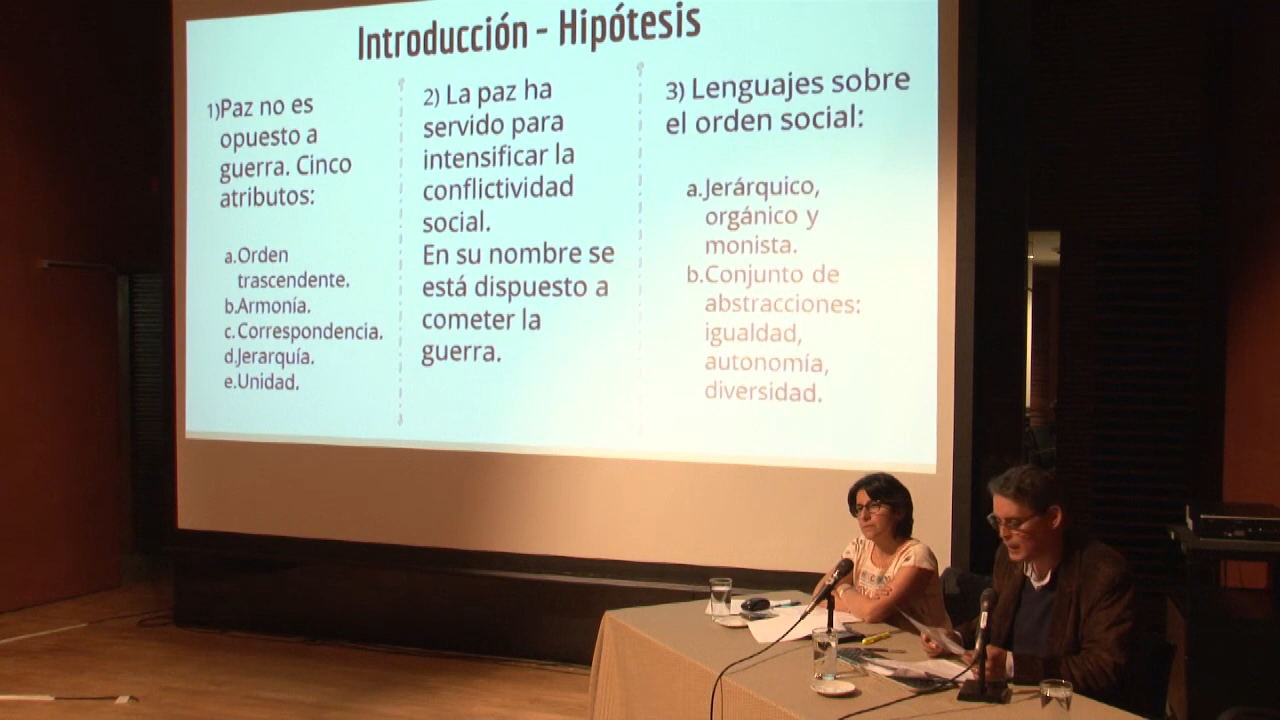 Introducción - Hipótesis
1)Paz no es
opuesto a
guerra. Cinco
atributos:
a.Orden
trascendente.
b.Armonía.
c.Correspondencia.
d.Jerarquía.
e.Unidad.
2) La paz ha
servido para
intensificar la
conflictividad
social.
En su nombre se
está dispuesto a
cometer la
guerra.
3) Lenguajes sobre
el orden social:
a.Jerárquico,
orgánico y
monista.
b.Conjunto de
abstracciones:
igualdad,
autonomía,
diversidad.